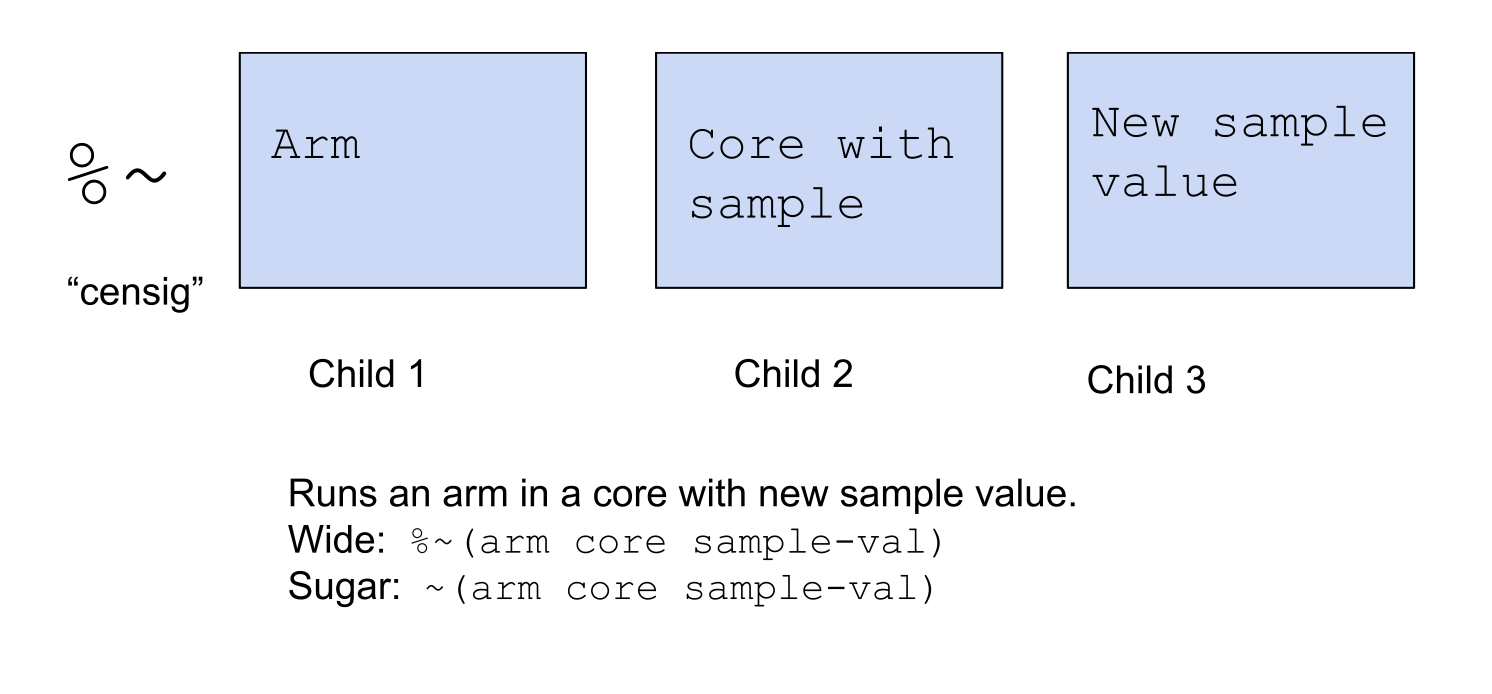 %~
“censig”
Arm
Core with
sample
New sample
value
Child 1
Child 2
Child 3
Runs an arm in a core with new sample value.
Wide: %~(arm core sample-val)
Sugar: ~(arm core sample-val)